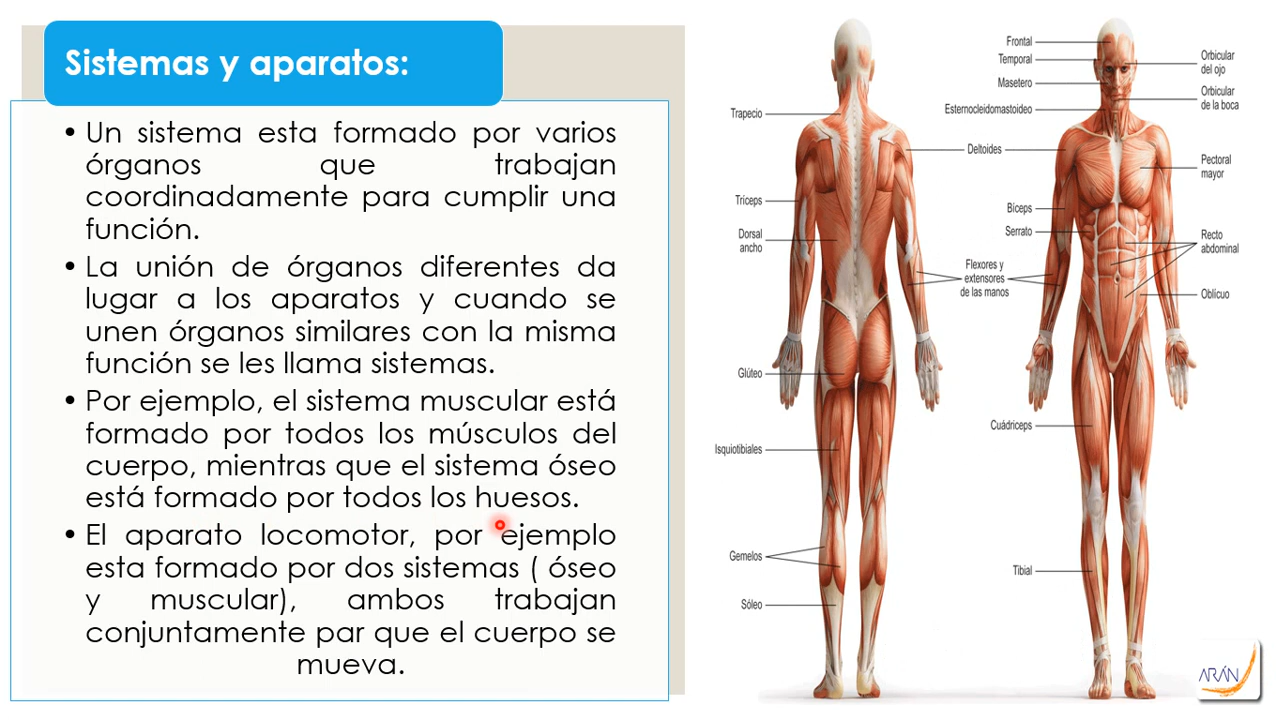 Sistemas y aparatos:
• Un sistema esta formado por varios
órganos que trabajan
coordinadamente para cumplir una
función.
• La unión de órganos diferentes da
lugar a los aparatos y cuando se
unen órganos similares con la misma
función se les llama sistemas.
• Por ejemplo, el sistema muscular está
formado por todos los músculos del
cuerpo, mientras que el sistema óseo
está formado por todos los huesos.
• El aparato locomotor, por ejemplo
esta formado por dos sistemas ( óseo
y muscular), ambos trabajan
conjuntamente par que el cuerpo se
mueva.
Trapecio
Tríceps
Dorsal
ancho
Glúteo
Isquiotibiales
Gemelos
Sóleo
Frontal
Temporal
Masetero
Esternocleidomastoideo
Deltoides
Bíceps
Serrato
Flexores y
extensores
de las manos
Cuádriceps
Tibial
Orbicular
del ojo
Orbicular
de la boca
Pectoral
mayor
Recto
abdominal
Oblicuo
ARÁN